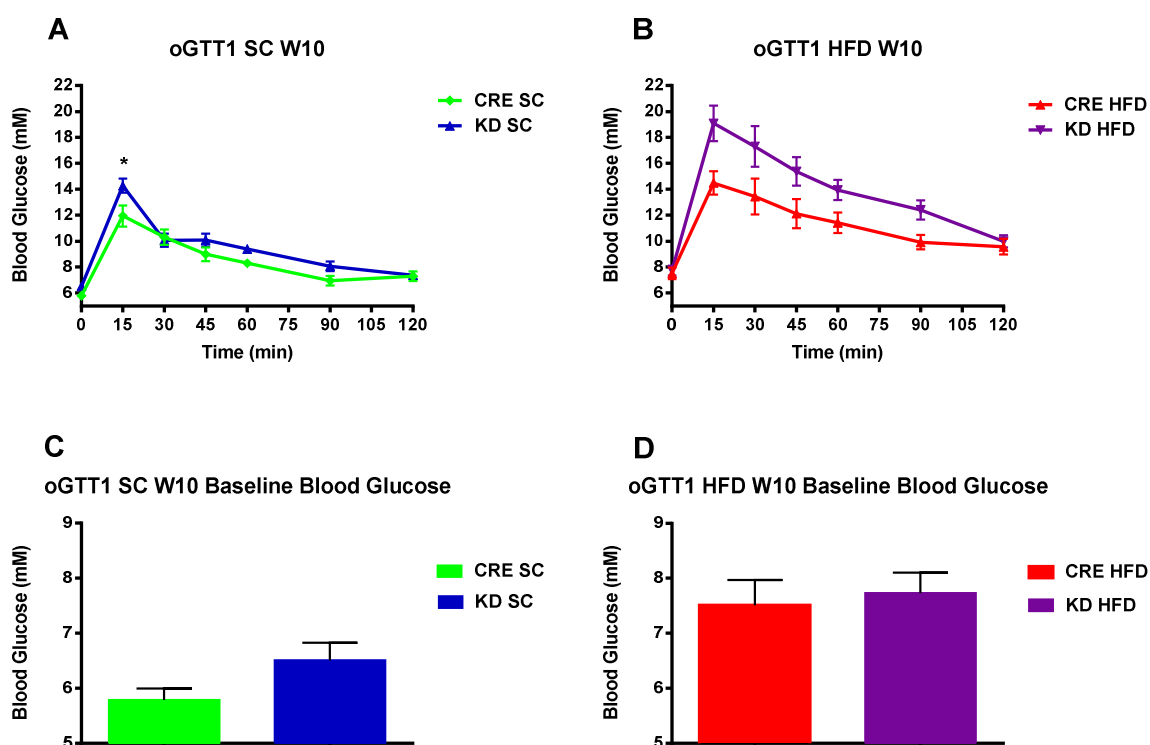 A
oGTT1 SC W10
Blood Glucose (mM)
22
20
18
16
14
12
10
8
6
*
0 15 30 45 60 75 90 105 120
Time (min)
CRE SC
KD SC
B
oGTT1 HFD W10
Blood Glucose (mM)
22
20
18
16
14
12
10
8
6
0 15 30 45 60 75 90 105 120
Time (min)
CRE HFD
KD HFD
C
oGTT1 SC W10 Baseline Blood Glucose
Blood Glucose (mM)
9
8
7
6
5
CRE SC
KD SC
D
oGTT1 HFD W10 Baseline Blood Glucose
Blood Glucose (mM)
9
8
7
6
5
CRE HFD
KD HFD